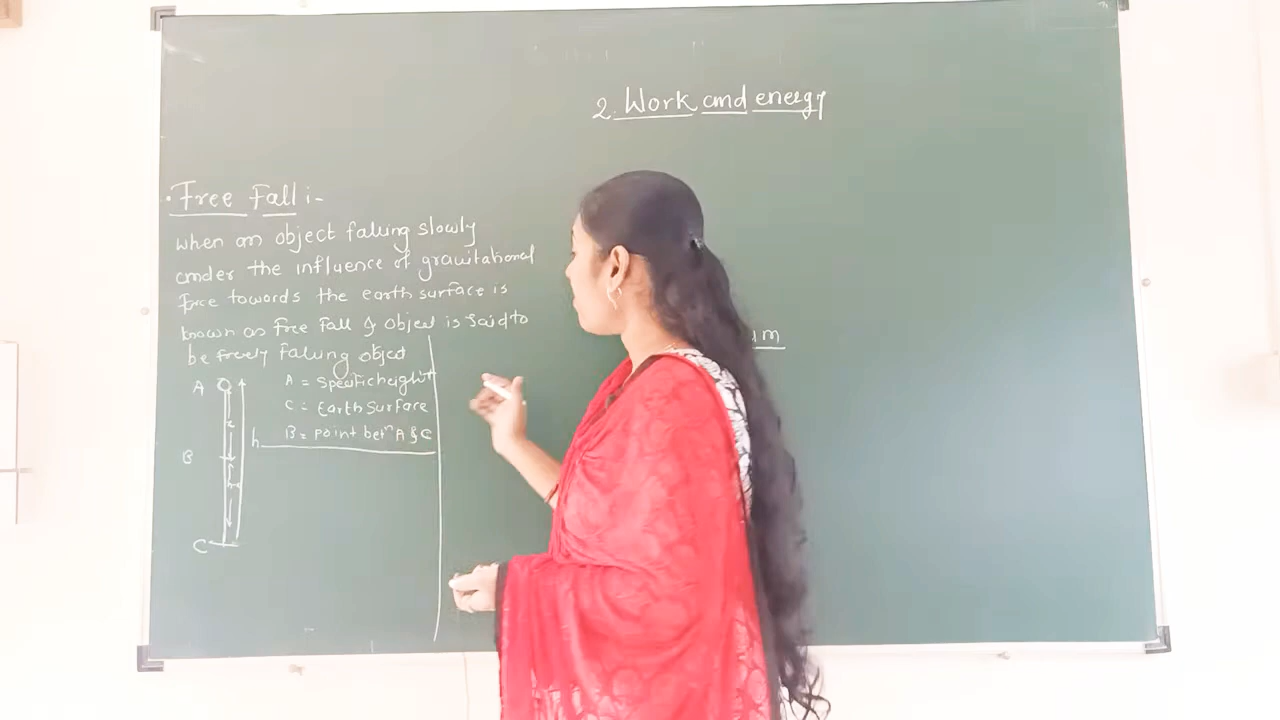 2. Work and energy
. Free Fall :-
when an object falling slowly
under the influence of gravitational
Force towards the earth surface is
known as free Fall & object is said to
be freely falling object
A = Specific height
C = Earth Surface
B = point betn A & C
A
h
B
C